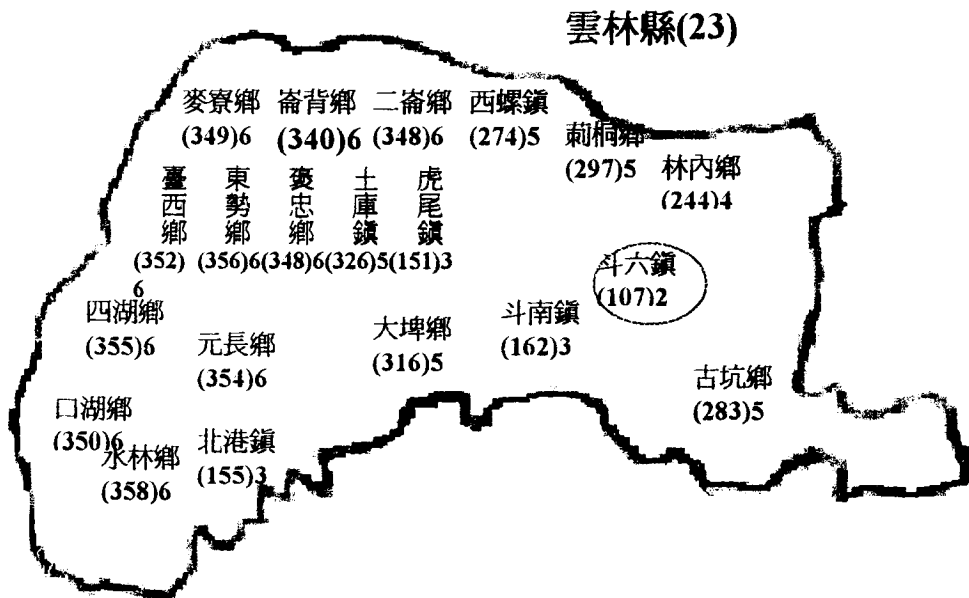 雲林縣(23)
麥寮鄉 崙背鄉 二崙鄉 西螺鎮
(349)6 (340)6 (348)6 (274)5
莿桐鄉
(297)5
林內鄉
(244)4
臺西鄉 東勢鄉 褒忠鄉 土庫鎮 虎尾鎮
(352)6 (356)6 (348)6 (326)5 (151)3
斗六鎮
(107)2
四湖鄉
(355)6
元長鄉
(354)6
大埤鄉
(316)5
斗南鎮
(162)3
古坑鄉
(283)5
口湖鄉
(350)6
水林鄉
(358)6
北港鎮
(155)3